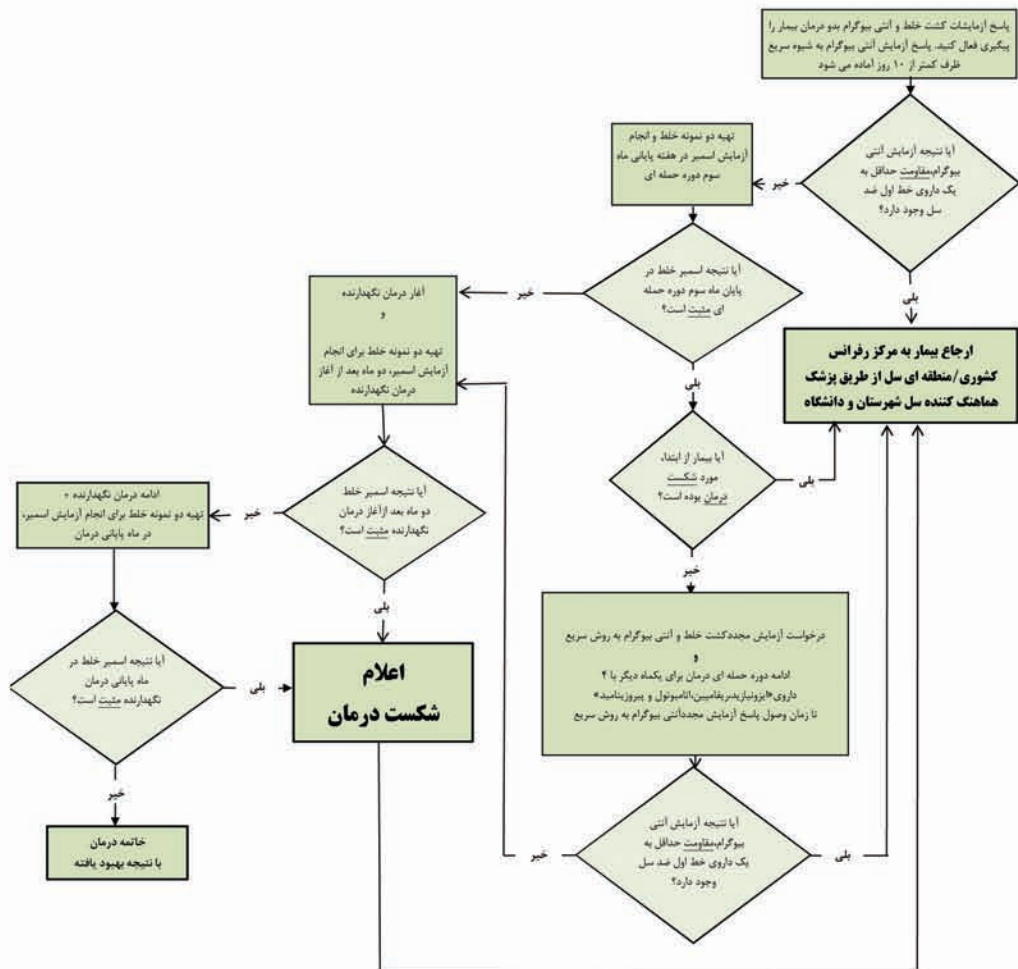 پاسخ آزمایشات کشت خلط و آنتی بیوگرام بدو درمان بیمار را
پیگیری فعال کنید. پاسخ آزمایش آنتی بیوگرام به شیوه سریع
ظرف کمتر از ۱۰ روز آماده می شود
آیا نتیجه آزمایش آنتی
بیوگرام،مقاومت حداقل به
یک داروی خط اول ضد
سل وجود دارد؟
خیر
بلی
تهیه دو نمونه خلط و انجام
آزمایش اسمیر در هفته پایانی ماه
سوم دوره حمله ای
آیا نتیجه اسمیر خلط در
پایان ماه سوم دوره حمله
ای مثبت است؟
خیر
بلی
ارجاع بیمار به مرکز رفرانس
کشوری/منطقه ای سل از طریق پزشک
هماهنگ کننده سل شهرستان و دانشگاه
آغاز درمان نگهدارنده
و
تهیه دو نمونه خلط برای انجام
آزمایش اسمیر، دو ماه بعد از آغاز
درمان نگهدارنده
آیا بیمار از ابتدا،
مورد شکست
درمان بوده است؟
بلی
خیر
آیا نتیجه اسمیر خلط
دو ماه بعد ازآغاز درمان
نگهدارنده مثبت است؟
خیر
بلی
ادامه درمان نگهدارنده +
تهیه دو نمونه خلط برای انجام آزمایش اسمیر،
در ماه پایانی درمان
درخواست آزمایش مجددکشت خلط و آنتی بیوگرام به روش سریع
و
ادامه دوره حمله ای درمان برای یکماه دیگر با ۴
داروی«ایزونیازید،ریفامپین،اتامبوتول و پیرازینامید»
تا زمان وصول پاسخ آزمایش مجددآنتی بیوگرام به روش سریع
آیا نتیجه اسمیر خلط در
ماه پایانی درمان
نگهدارنده مثبت است؟
بلی
خیر
اعلام
شکست درمان
آیا نتیجه آزمایش آنتی
بیوگرام،مقاومت حداقل به
یک داروی خط اول ضد سل
وجود دارد؟
خیر
بلی
خاتمه درمان
با نتیجه بهبود یافته